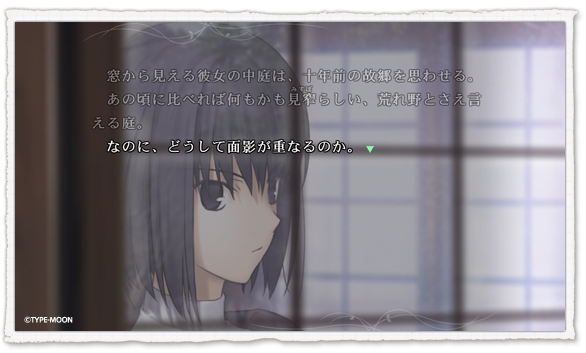 窓から見える彼女の中庭は、十年前の故郷を思わせる。
あの頃に比べれば何もかも見窄らしい、荒れ野とさえ言
える庭。
なのに、どうして面影が重なるのか。
©TYPE-MOON